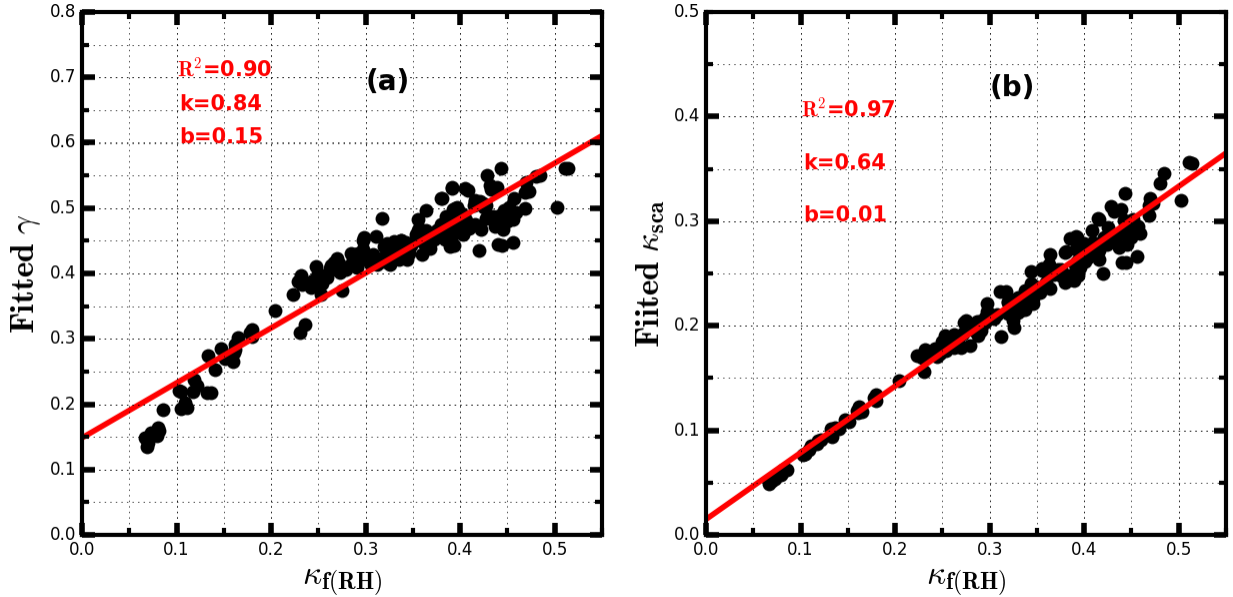 0.8
0.7
0.6
0.5
0.4
0.3
0.2
0.1
0.0
Fitted γ
R²=0.90
k=0.84
b=0.15
(a)
0.0 0.1 0.2 0.3 0.4 0.5
κf(RH)
0.5
0.4
0.3
0.2
0.1
0.0
Fiited κsca
R²=0.97
k=0.64
b=0.01
(b)
0.0 0.1 0.2 0.3 0.4 0.5
κf(RH)